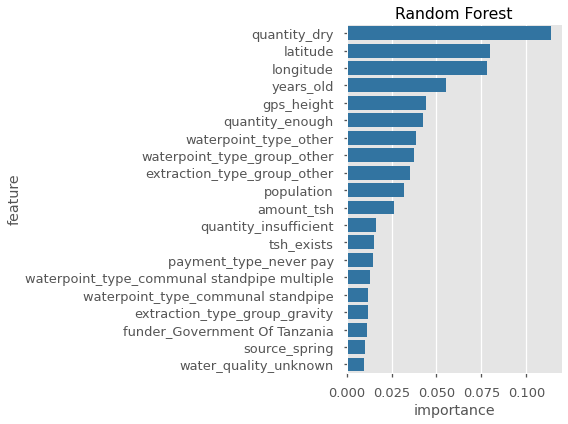 Random Forest
quantity_dry
latitude
longitude
years_old
gps_height
quantity_enough
waterpoint_type_other
waterpoint_type_group_other
extraction_type_group_other
population
amount_tsh
quantity_insufficient
tsh_exists
payment_type_never pay
waterpoint_type_communal standpipe multiple
waterpoint_type_communal standpipe
extraction_type_group_gravity
funder_Government Of Tanzania
source_spring
water_quality_unknown
feature
0.000 0.025 0.050 0.075 0.100
importance